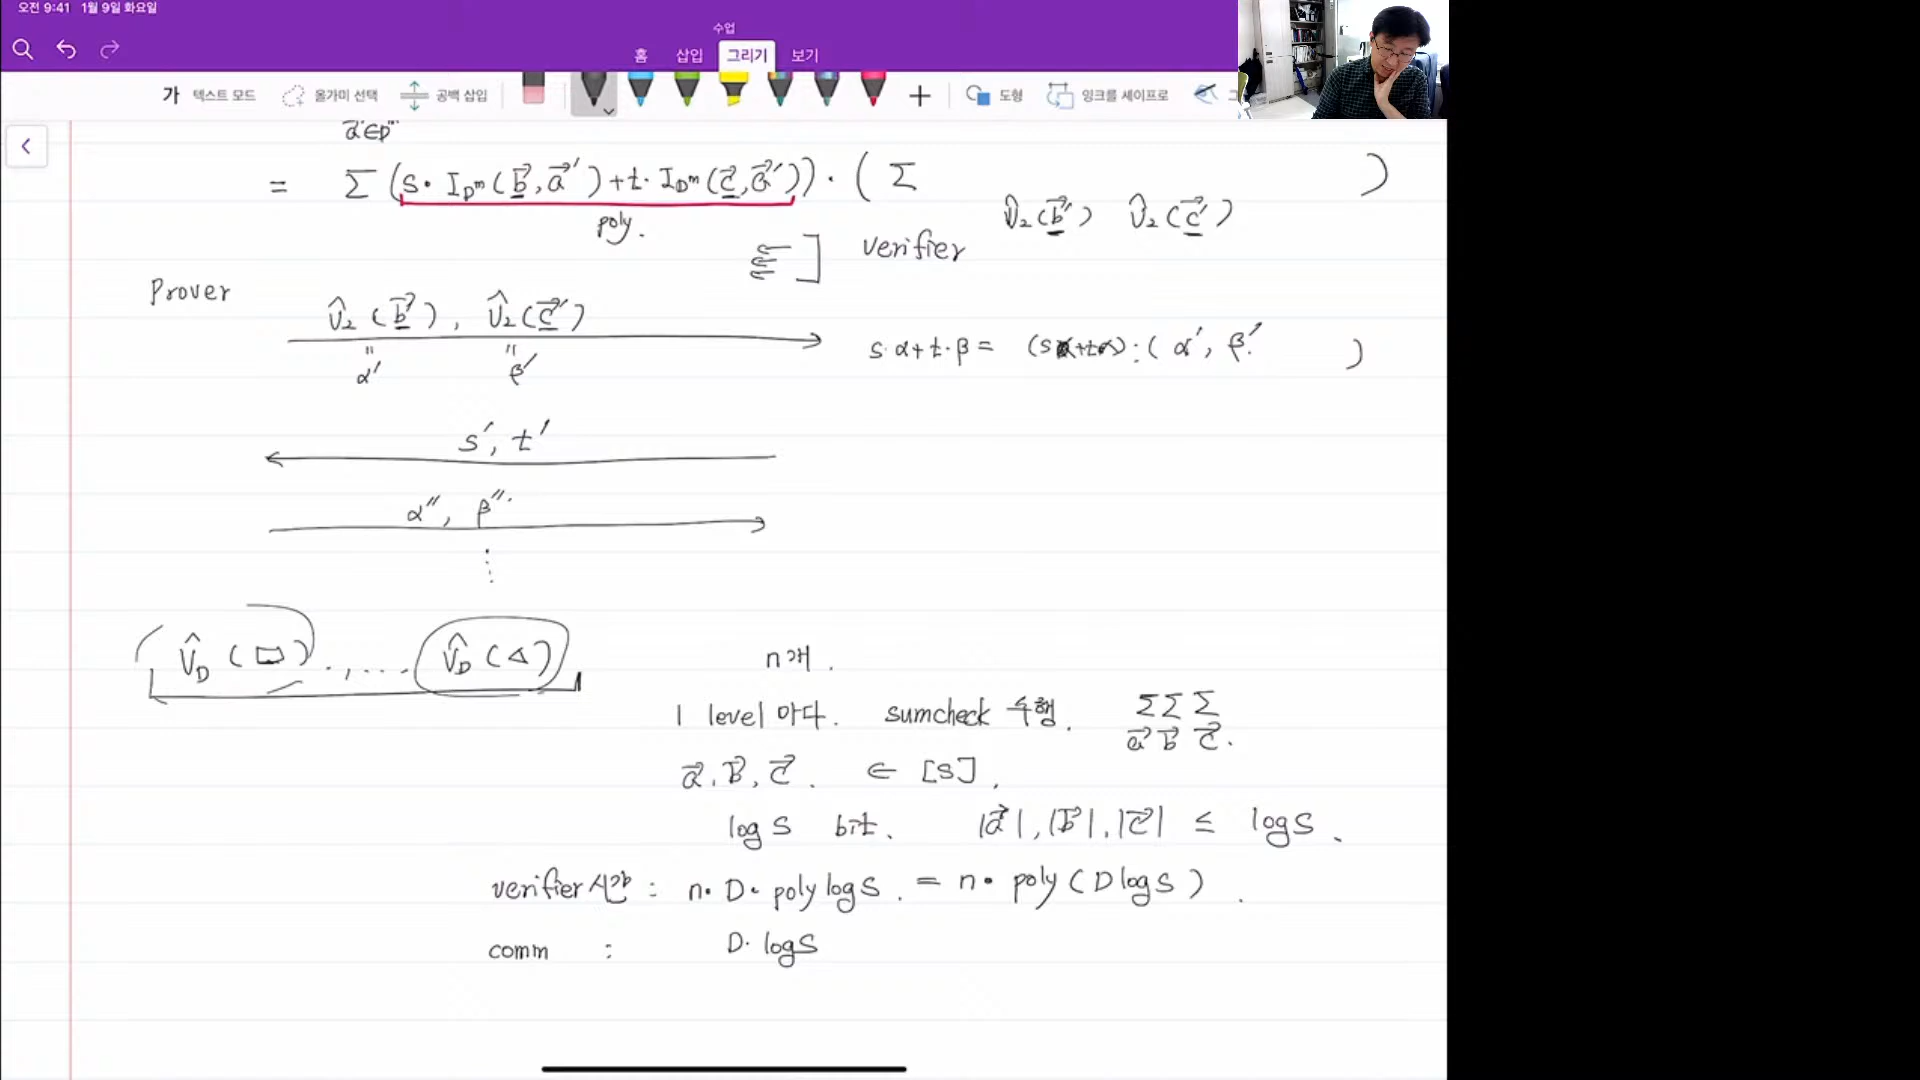 오전 9:41 1월 9일 화요일
수업
홈 삽입 그리기 보기
가 텍스트 모드 올가미 선택 공백 삽입 도형 잉크를 셰이프로 그
= Σ (s· I_Dᵐ(b⃗, a⃗′) + t· I_Dᵐ(c⃗, a⃗′)) · ( Σ )
poly.
V̂₂(b⃗′) V̂₂(c⃗′)
verifier
Prover
V̂₂(b⃗′), V̂₂(c⃗′)
α′ β′
s·α+t·β = ( α′, β′ )
s′, t′
α″, β″
⋮
V̂_D(□)., .... V̂_D(◁)
n개.
1 level 마다. sumcheck 수행. Σ Σ Σ
a⃗ b⃗ c⃗.
a⃗, b⃗, c⃗. ∈ [S].
log S bit. |a⃗|, |b⃗|, |c⃗| ≤ log S.
verifier 시간 : n· D· poly log S. = n· poly(D log S).
comm : D· log S